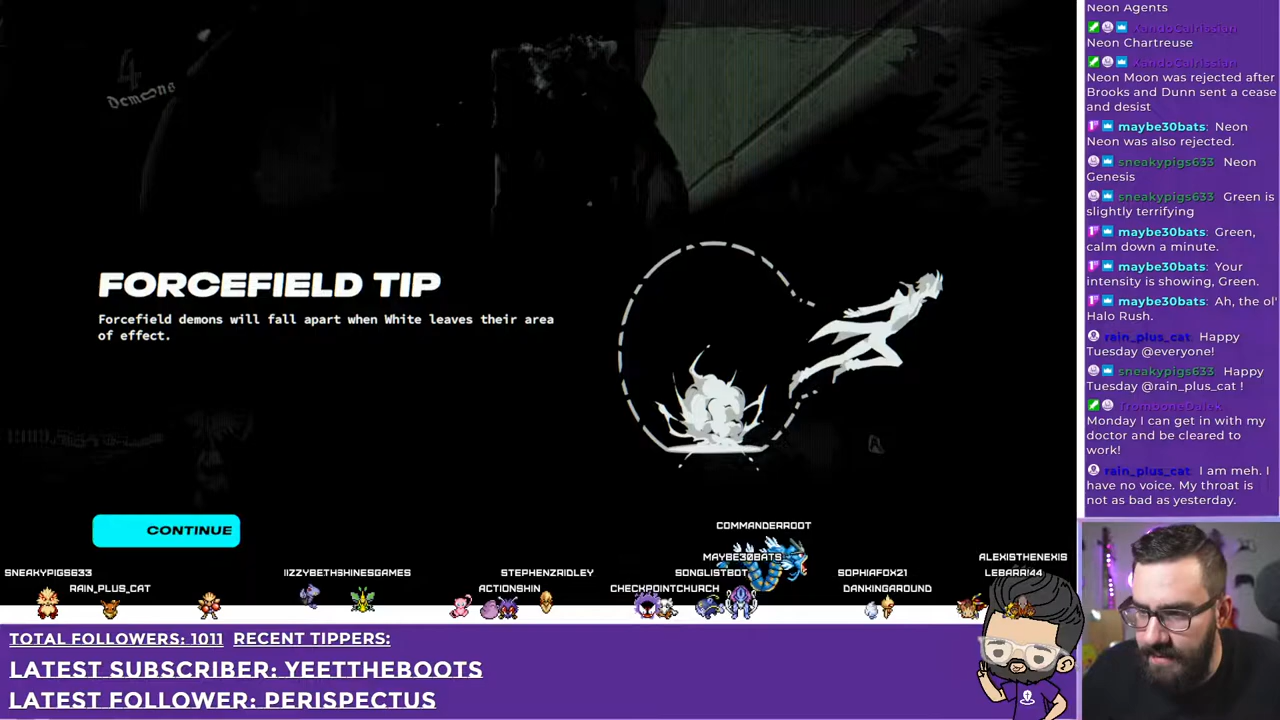 4
demons
FORCEFIELD TIP
Forcefield demons will fall apart when White leaves their area
of effect.
CONTINUE
COMMANDERROOT
MAYBE30BATS
ALEXISTHENEXIS
SNEAKYPIGS633
IIZZYBETHSHINESGAMES
STEPHENZRIDLEY
SONGLISTBOT
SOPHIAFOX21
LEBARR144
RAIN_PLUS_CAT
ACTIONSHIN
CHECKPOINTCHURCH
DANKINGAROUND
TOTAL FOLLOWERS: 1011 RECENT TIPPERS:
LATEST SUBSCRIBER: YEETTHEBOOTS
LATEST FOLLOWER: PERISPECTUS
Neon Agents
XandoCalrissian
Neon Chartreuse
XandoCalrissian
Neon Moon was rejected after
Brooks and Dunn sent a cease
and desist
maybe30bats: Neon
Neon was also rejected.
sneakypigs633 Neon
Genesis
sneakypigs633 Green is
slightly terrifying
maybe30bats: Green,
calm down a minute.
maybe30bats: Your
intensity is showing, Green.
maybe30bats: Ah, the ol'
Halo Rush.
rain_plus_cat: Happy
Tuesday @everyone!
sneakypigs633 Happy
Tuesday @rain_plus_cat !
TromboneDalek
Monday I can get in with my
doctor and be cleared to
work!
rain_plus_cat: I am meh. I
have no voice. My throat is
not as bad as yesterday.